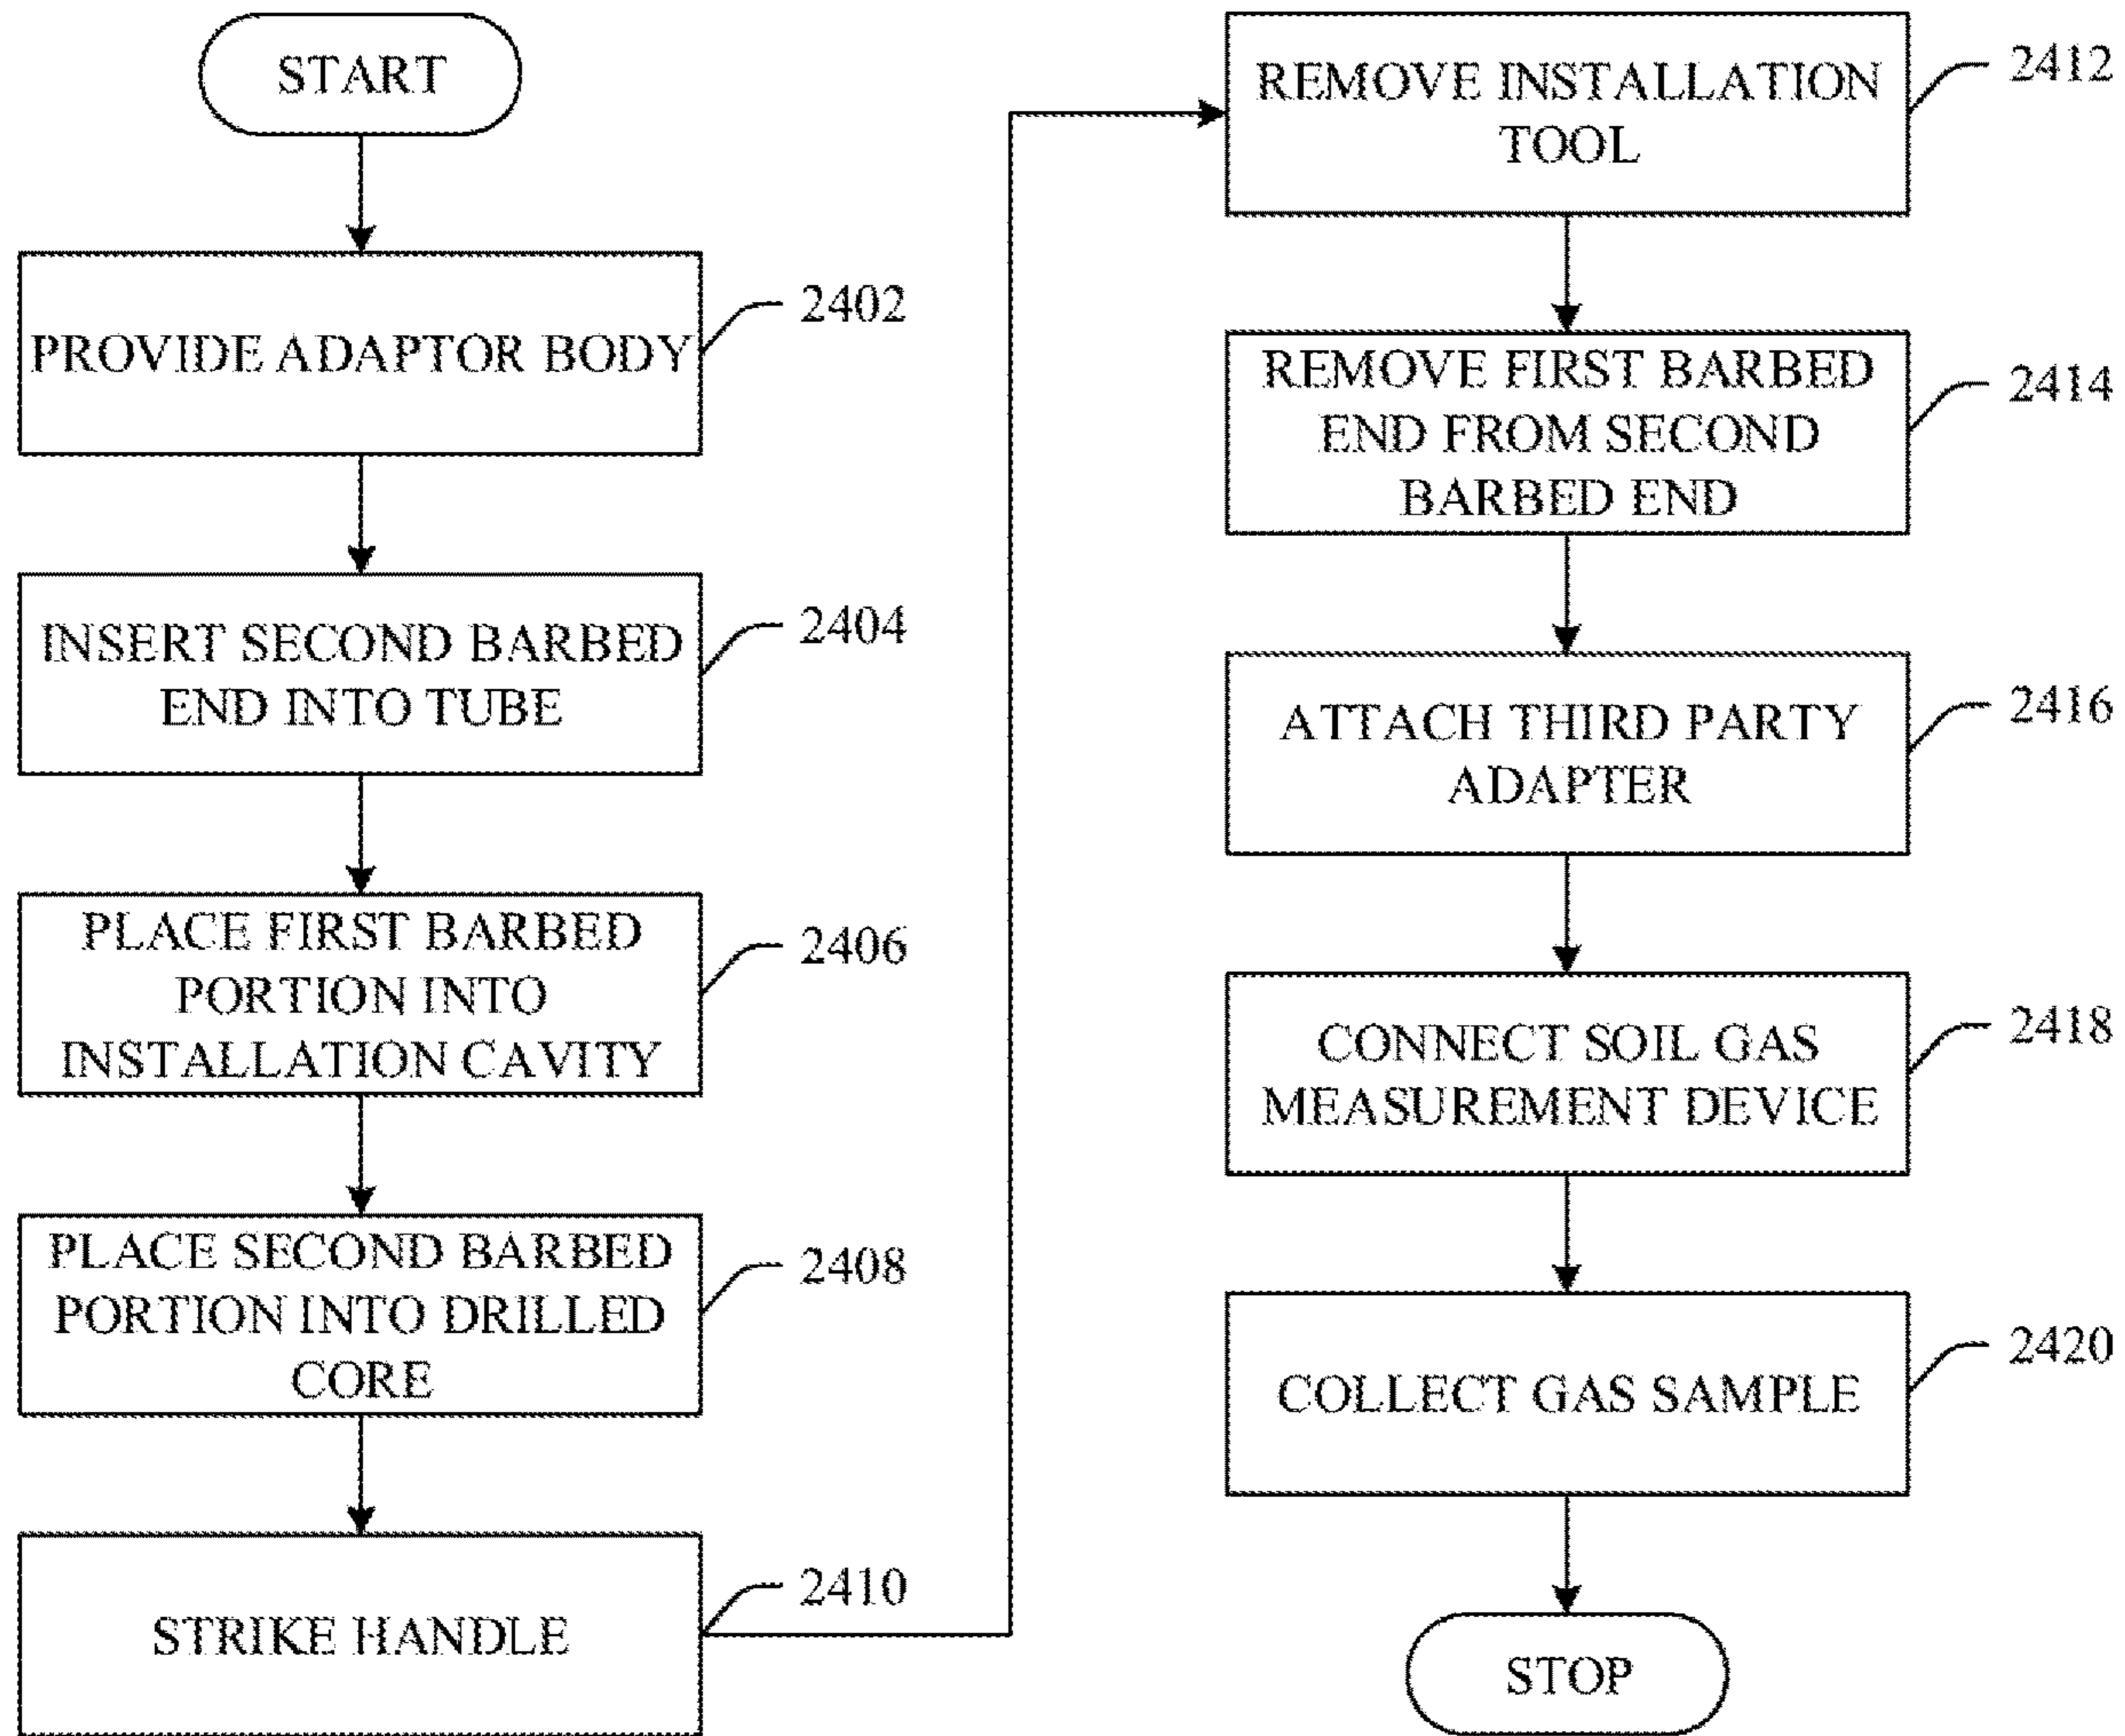 START
PROVIDE ADAPTOR BODY
2402
INSERT SECOND BARBED
END INTO TUBE
2404
PLACE FIRST BARBED
PORTION INTO
INSTALLATION CAVITY
2406
PLACE SECOND BARBED
PORTION INTO DRILLED
CORE
2408
STRIKE HANDLE
2410
REMOVE INSTALLATION
TOOL
2412
REMOVE FIRST BARBED
END FROM SECOND
BARBED END
2414
ATTACH THIRD PARTY
ADAPTER
2416
CONNECT SOIL GAS
MEASUREMENT DEVICE
2418
COLLECT GAS SAMPLE
2420
STOP